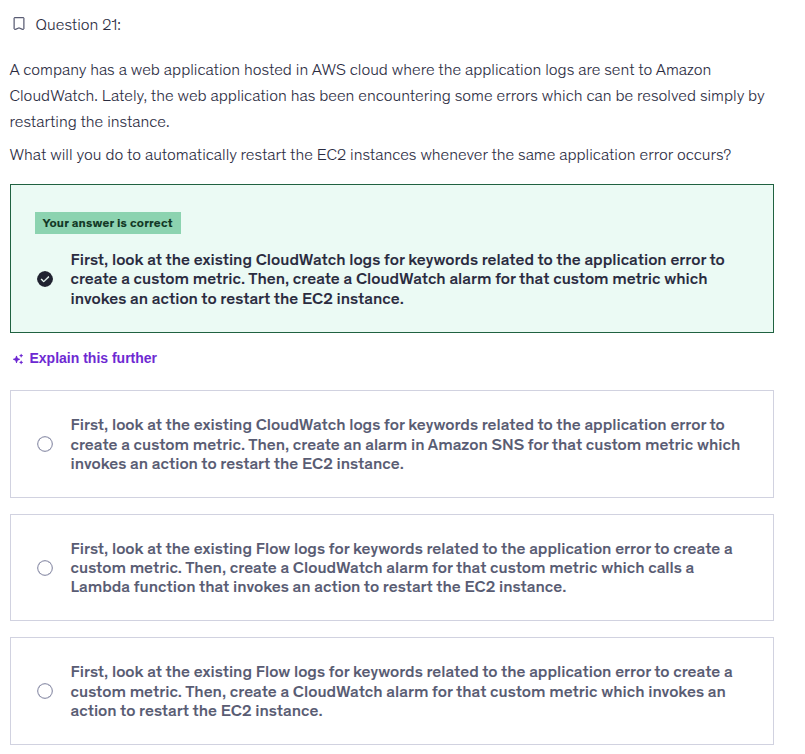 Question 21:
A company has a web application hosted in AWS cloud where the application logs are sent to Amazon
CloudWatch. Lately, the web application has been encountering some errors which can be resolved simply by
restarting the instance.
What will you do to automatically restart the EC2 instances whenever the same application error occurs?
Your answer is correct
First, look at the existing CloudWatch logs for keywords related to the application error to
create a custom metric. Then, create a CloudWatch alarm for that custom metric which
invokes an action to restart the EC2 instance.
Explain this further
First, look at the existing CloudWatch logs for keywords related to the application error to
create a custom metric. Then, create an alarm in Amazon SNS for that custom metric which
invokes an action to restart the EC2 instance.
First, look at the existing Flow logs for keywords related to the application error to create a
custom metric. Then, create a CloudWatch alarm for that custom metric which calls a
Lambda function that invokes an action to restart the EC2 instance.
First, look at the existing Flow logs for keywords related to the application error to create a
custom metric. Then, create a CloudWatch alarm for that custom metric which invokes an
action to restart the EC2 instance.